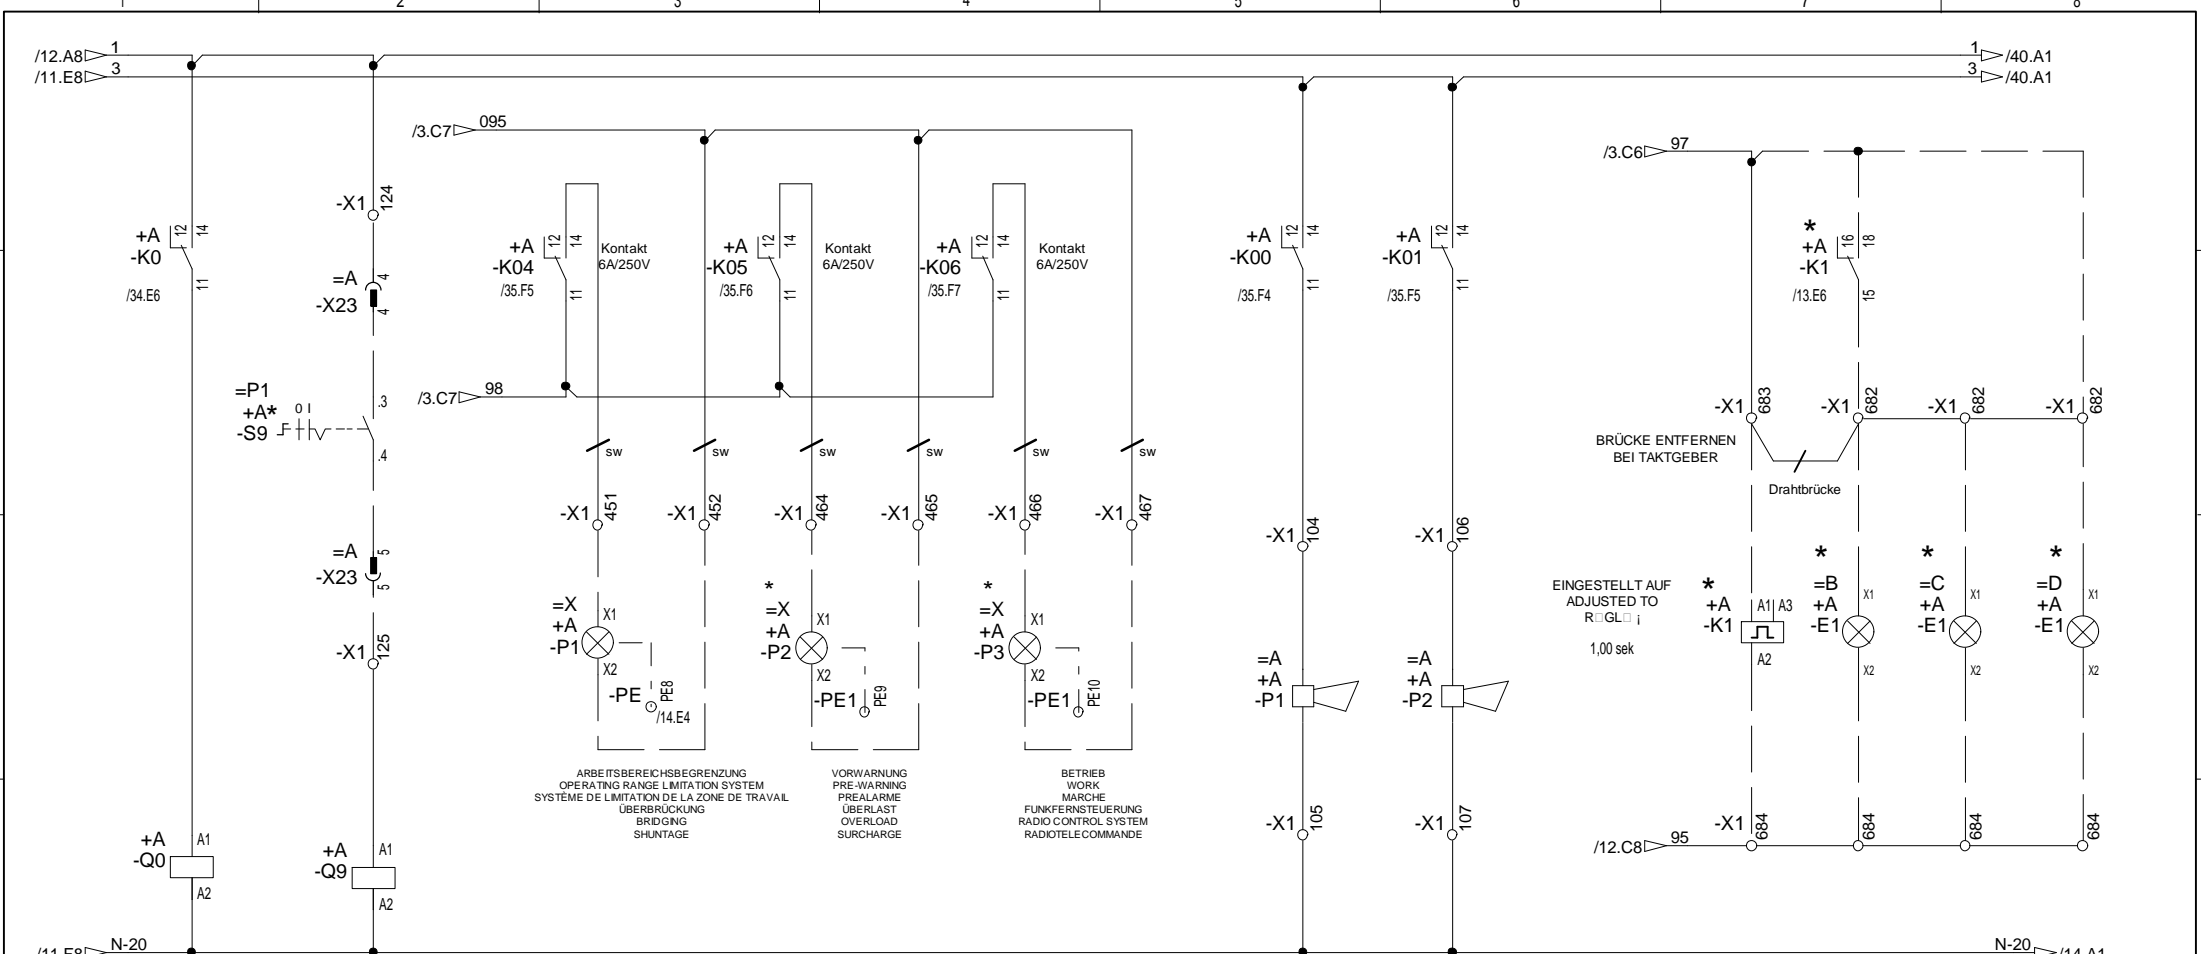 1 2 3 4 5 6 7 8
/12.A8 1 1 /40.A1
/11.E8 3 3 /40.A1
/3.C7 095
/3.C6 97
-X1 124
+A
-K0
12 14
11
/34.E6
=A
-X23
4
4
=P1
+A*
-S9
0 I
.3
.4
=A
-X23
5
5
-X1 125
+A
-Q0
A1
A2
+A
-Q9
A1
A2
+A
-K04
/35.F5
12 14
11
Kontakt
6A/250V
+A
-K05
/35.F6
12 14
11
Kontakt
6A/250V
+A
-K06
/35.F7
12 14
11
Kontakt
6A/250V
/3.C7 98
sw sw sw sw sw sw
-X1 451 -X1 452 -X1 464 -X1 465 -X1 466 -X1 467
=X
+A
-P1
X1
X2
-PE PE8
/14.E4
*
=X
+A
-P2
X1
X2
-PE1 PE9
*
=X
+A
-P3
X1
X2
-PE1 PE10
ARBEITSBEREICHSBEGRENZUNG
OPERATING RANGE LIMITATION SYSTEM
SYSTÈME DE LIMITATION DE LA ZONE DE TRAVAIL
ÜBERBRÜCKUNG
BRIDGING
SHUNTAGE
VORWARNUNG
PRE-WARNING
PREALARME
ÜBERLAST
OVERLOAD
SURCHARGE
BETRIEB
WORK
MARCHE
FUNKFERNSTEUERUNG
RADIO CONTROL SYSTEM
RADIOTELECOMMANDE
+A
-K00
/35.F4
12 14
11
+A
-K01
/35.F5
12 14
11
-X1 104 -X1 106
=A
+A
-P1
=A
+A
-P2
-X1 105 -X1 107
*
+A
-K1
/13.E6
16 18
15
-X1 683 -X1 682 -X1 682 -X1 682
BRÜCKE ENTFERNEN
BEI TAKTGEBER
Drahtbrücke
EINGESTELLT AUF
ADJUSTED TO
R□GL□ ¡
1,00 sek
*
+A
-K1
A1 A3
A2
*
=B
+A
-E1
X1
X2
*
=C
+A
-E1
X1
X2
*
=D
+A
-E1
X1
X2
/12.C8 95 -X1 684 684 684 684
/11.E8 N-20 N-20 /14.A1